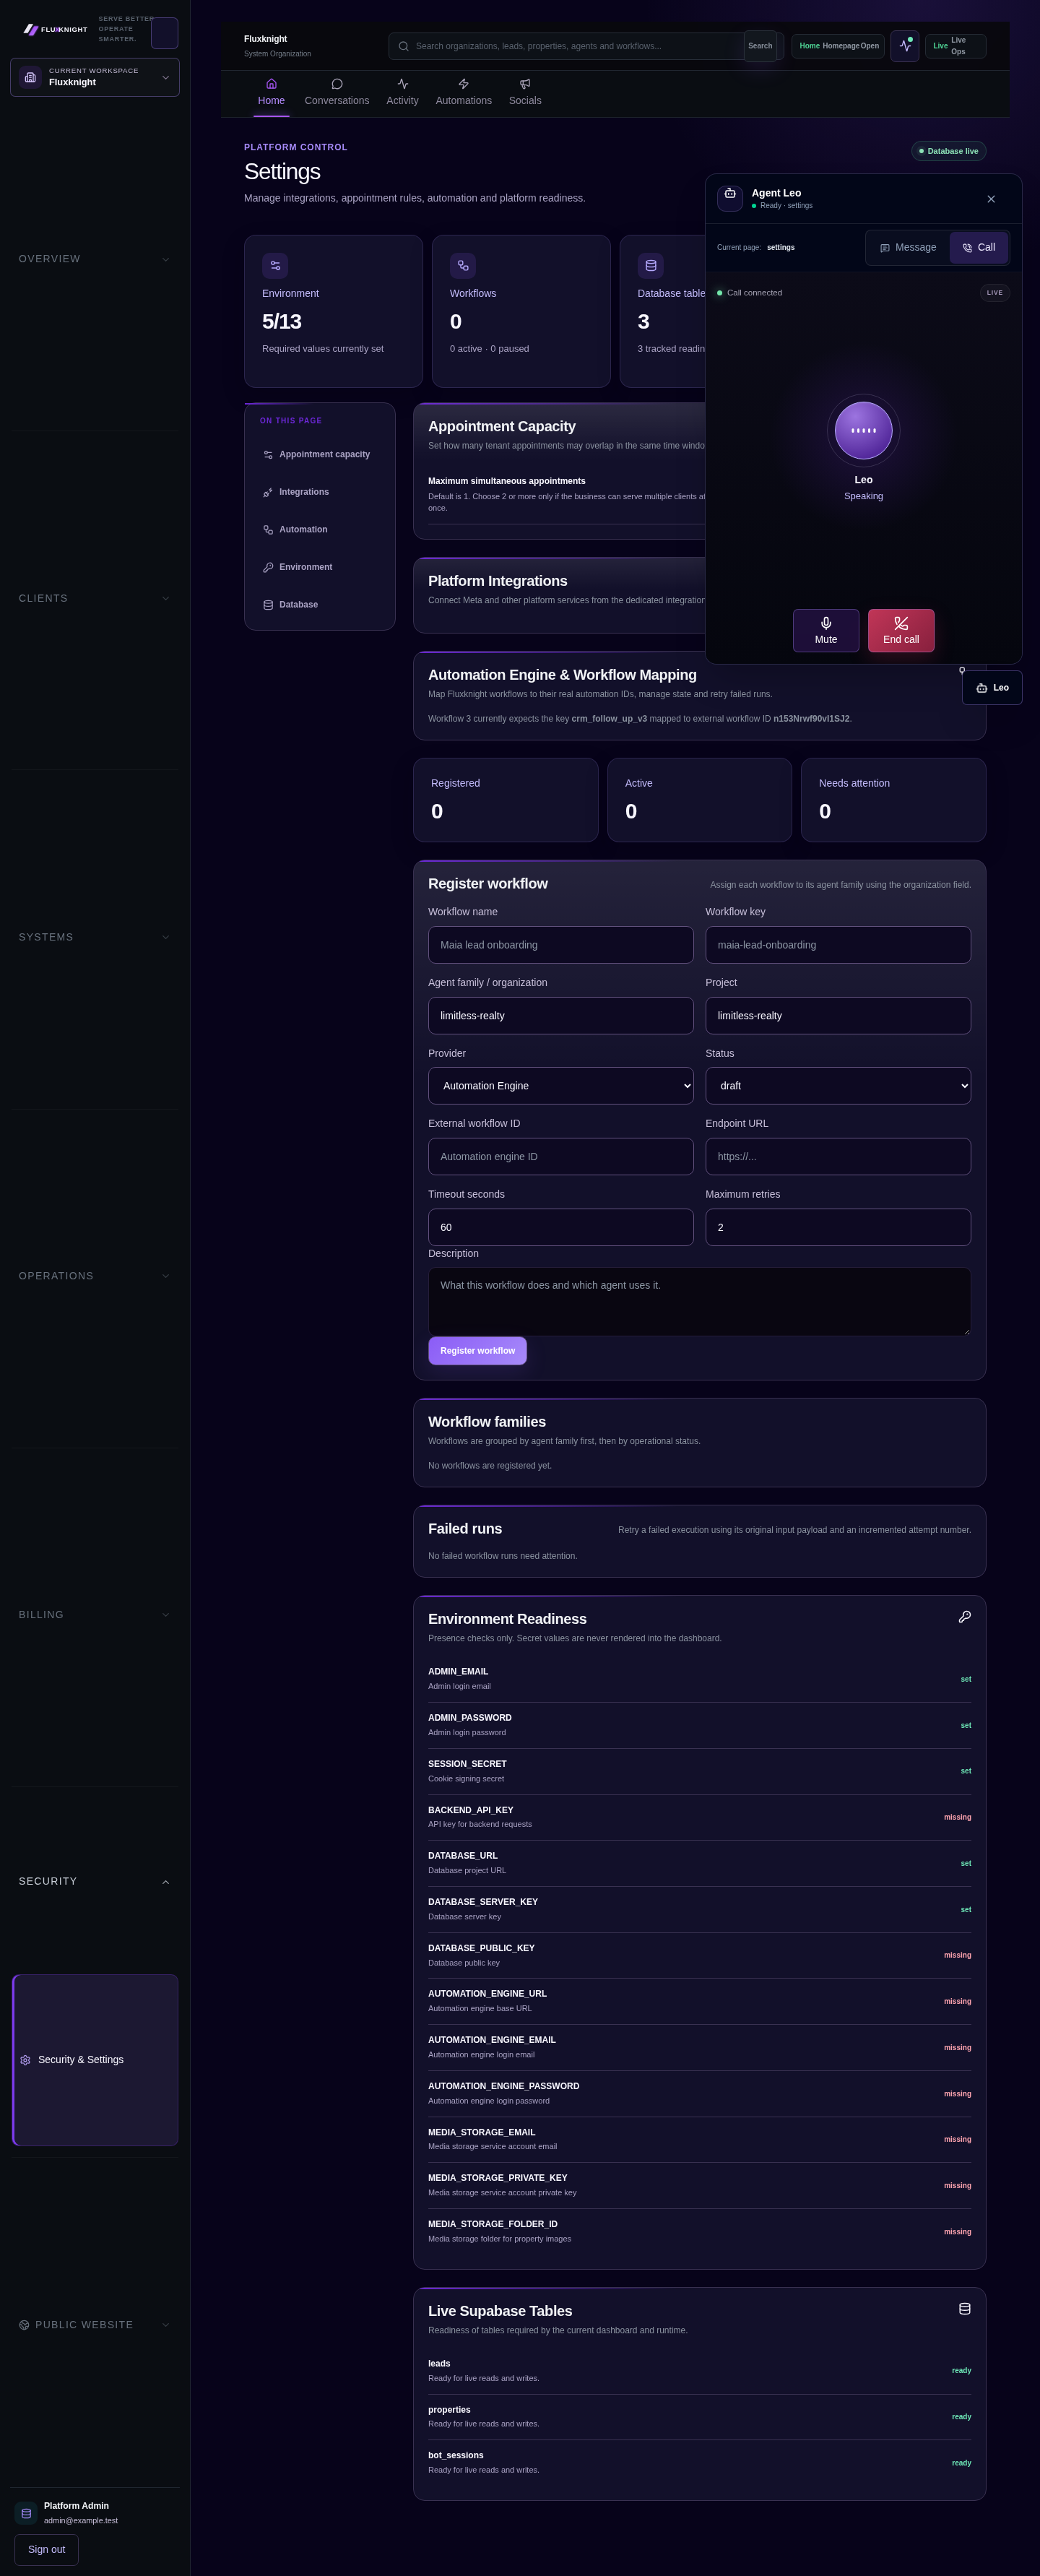 FLUXKNIGHT
SERVE BETTER.
OPERATE
SMARTER.
CURRENT WORKSPACE
Fluxknight
OVERVIEW
CLIENTS
SYSTEMS
OPERATIONS
BILLING
SECURITY
Security & Settings
PUBLIC WEBSITE
Platform Admin
admin@example.test
Sign out
Fluxknight
System Organization
Search organizations, leads, properties, agents and workflows...
Search
Home Homepage Open
Live
Live
Ops
Home
Conversations
Activity
Automations
Socials
PLATFORM CONTROL
Settings
Manage integrations, appointment rules, automation and platform readiness.
Database live
Environment
5/13
Required values currently set
Workflows
0
0 active · 0 paused
Database table
3
3 tracked readin
Agent Leo
Ready · settings
Current page: settings
Message
Call
Call connected
LIVE
Leo
Speaking
Mute
End call
Leo
ON THIS PAGE
Appointment capacity
Integrations
Automation
Environment
Database
Appointment Capacity
Set how many tenant appointments may overlap in the same time windo
Maximum simultaneous appointments
Default is 1. Choose 2 or more only if the business can serve multiple clients at
once.
Platform Integrations
Connect Meta and other platform services from the dedicated integration
Automation Engine & Workflow Mapping
Map Fluxknight workflows to their real automation IDs, manage state and retry failed runs.
Workflow 3 currently expects the key crm_follow_up_v3 mapped to external workflow ID n153Nrwf90vI1SJ2.
Registered
0
Active
0
Needs attention
0
Register workflow
Assign each workflow to its agent family using the organization field.
Workflow name
Workflow key
Maia lead onboarding
maia-lead-onboarding
Agent family / organization
Project
limitless-realty
limitless-realty
Provider
Status
Automation Engine
draft
External workflow ID
Endpoint URL
Automation engine ID
https://...
Timeout seconds
Maximum retries
60
2
Description
What this workflow does and which agent uses it.
Register workflow
Workflow families
Workflows are grouped by agent family first, then by operational status.
No workflows are registered yet.
Failed runs
Retry a failed execution using its original input payload and an incremented attempt number.
No failed workflow runs need attention.
Environment Readiness
Presence checks only. Secret values are never rendered into the dashboard.
ADMIN_EMAIL
Admin login email
set
ADMIN_PASSWORD
Admin login password
set
SESSION_SECRET
Cookie signing secret
set
BACKEND_API_KEY
API key for backend requests
missing
DATABASE_URL
Database project URL
set
DATABASE_SERVER_KEY
Database server key
set
DATABASE_PUBLIC_KEY
Database public key
missing
AUTOMATION_ENGINE_URL
Automation engine base URL
missing
AUTOMATION_ENGINE_EMAIL
Automation engine login email
missing
AUTOMATION_ENGINE_PASSWORD
Automation engine login password
missing
MEDIA_STORAGE_EMAIL
Media storage service account email
missing
MEDIA_STORAGE_PRIVATE_KEY
Media storage service account private key
missing
MEDIA_STORAGE_FOLDER_ID
Media storage folder for property images
missing
Live Supabase Tables
Readiness of tables required by the current dashboard and runtime.
leads
Ready for live reads and writes.
ready
properties
Ready for live reads and writes.
ready
bot_sessions
Ready for live reads and writes.
ready